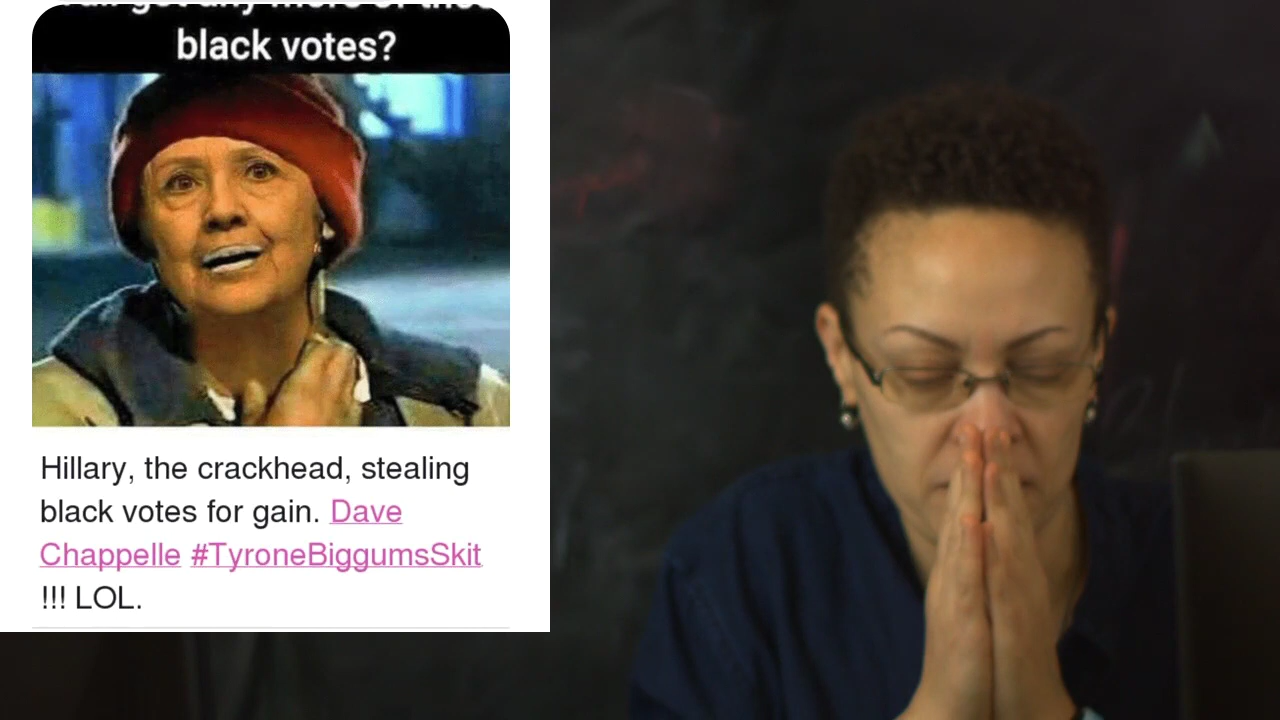 black votes?
Hillary, the crackhead, stealing
black votes for gain. Dave
Chappelle #TyroneBiggumsSkit
!!! LOL.